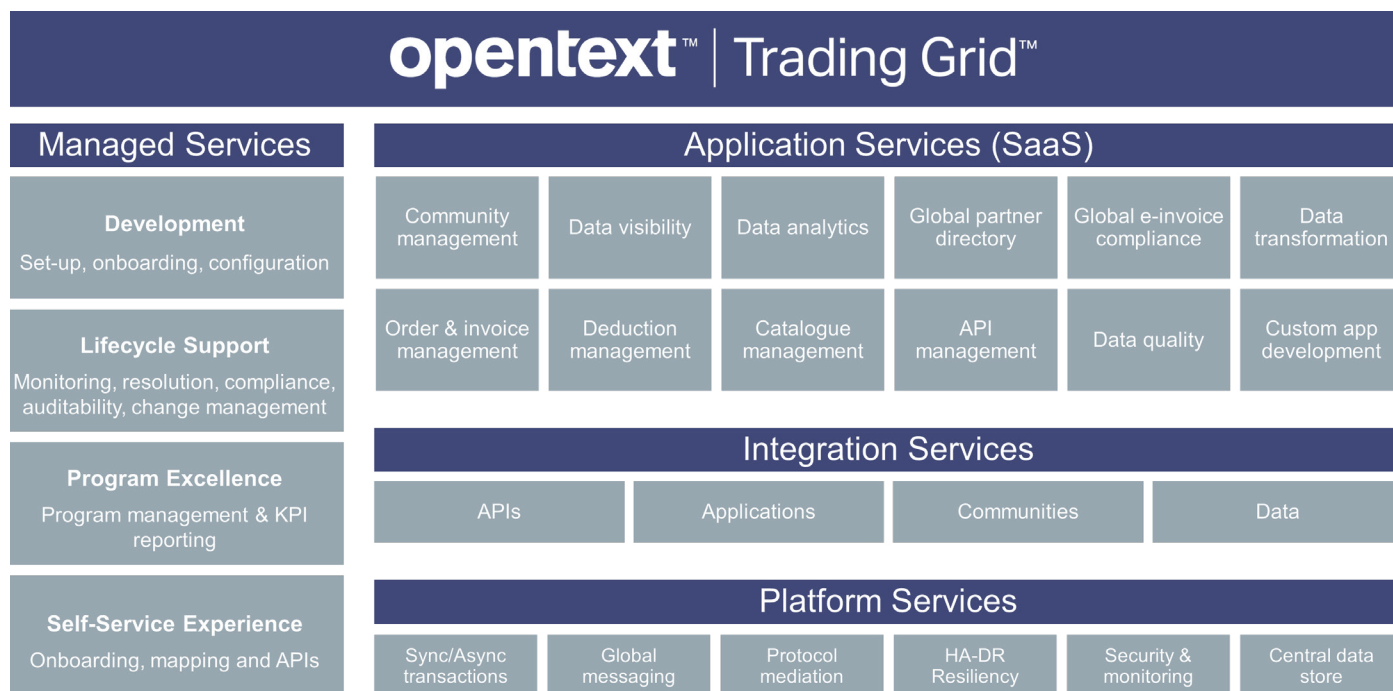 opentext™ | Trading Grid™
Managed Services
Development
Set-up, onboarding, configuration
Lifecycle Support
Monitoring, resolution, compliance,
auditability, change management
Program Excellence
Program management & KPI
reporting
Self-Service Experience
Onboarding, mapping and APIs
Application Services (SaaS)
Community
management
Data visibility
Data analytics
Global partner
directory
Global e-invoice
compliance
Data
transformation
Order & invoice
management
Deduction
management
Catalogue
management
API
management
Data quality
Custom app
development
Integration Services
APIs
Applications
Communities
Data
Platform Services
Sync/Async
transactions
Global
messaging
Protocol
mediation
HA-DR
Resiliency
Security &
monitoring
Central data
store